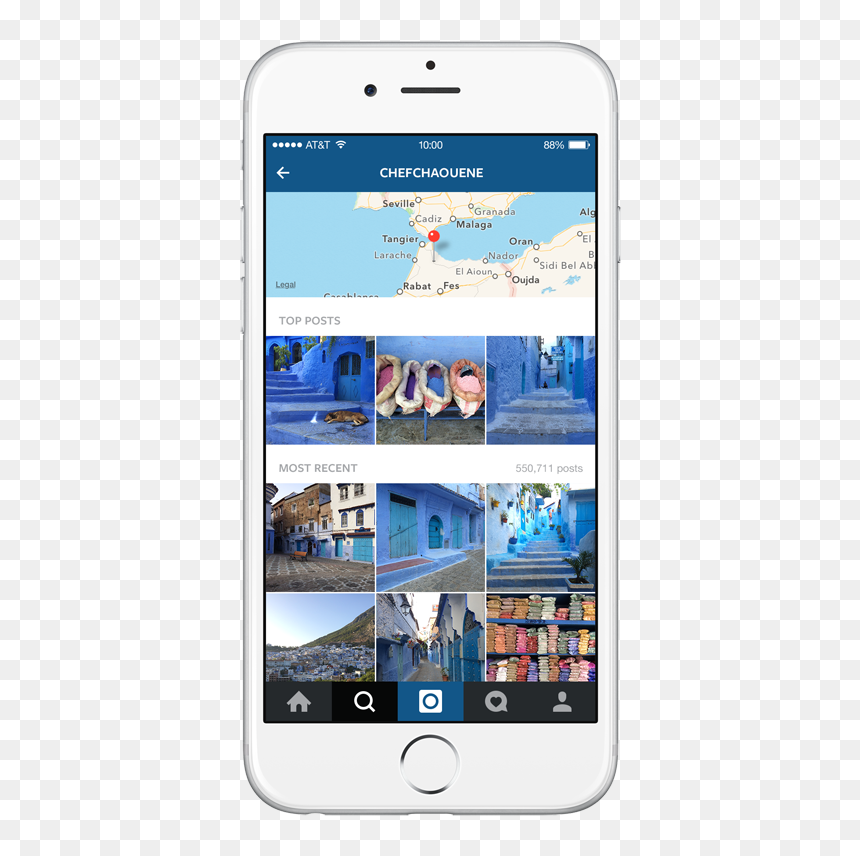 AT&T 10:00 88%
CHEFCHAOUENE
Seville
Granada
Cadiz
Malaga
Alg
Tangier
Oran
El
Larache
Nador
B
Sidi Bel Abb
El Aioun
Oujda
Legal
Rabat
Fes
Casablanca
TOP POSTS
MOST RECENT 550,711 posts